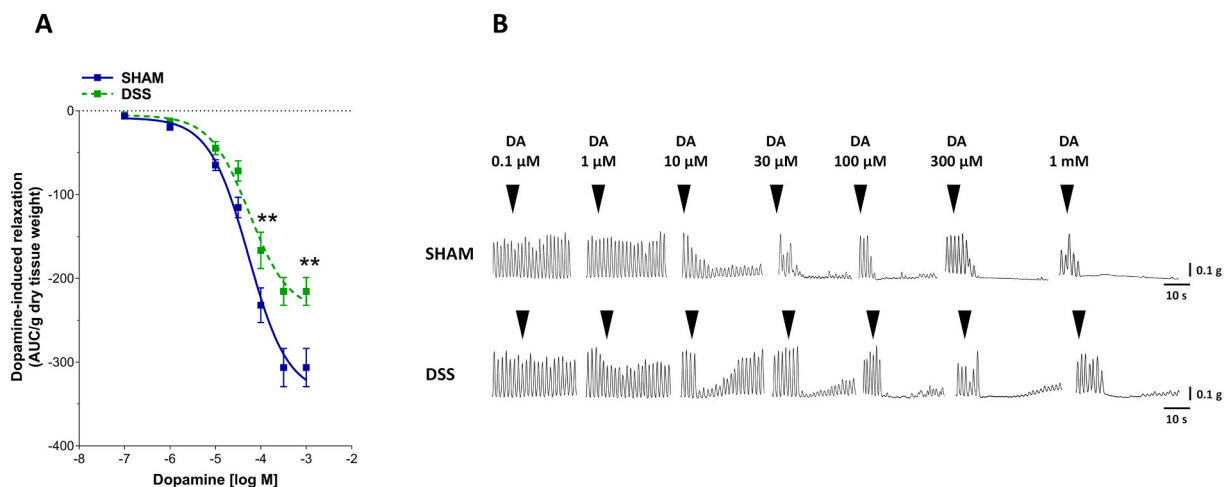 A
B
SHAM
DSS
0
-100
-200
-300
-400
-8
-7
-6
-5
-4
-3
-2
Dopamine-induced relaxation
(AUC/g dry tissue weight)
Dopamine [log M]
**
**
DA
0.1 µM
DA
1 µM
DA
10 µM
DA
30 µM
DA
100 µM
DA
300 µM
DA
1 mM
SHAM
0.1 g
10 s
DSS
0.1 g
10 s